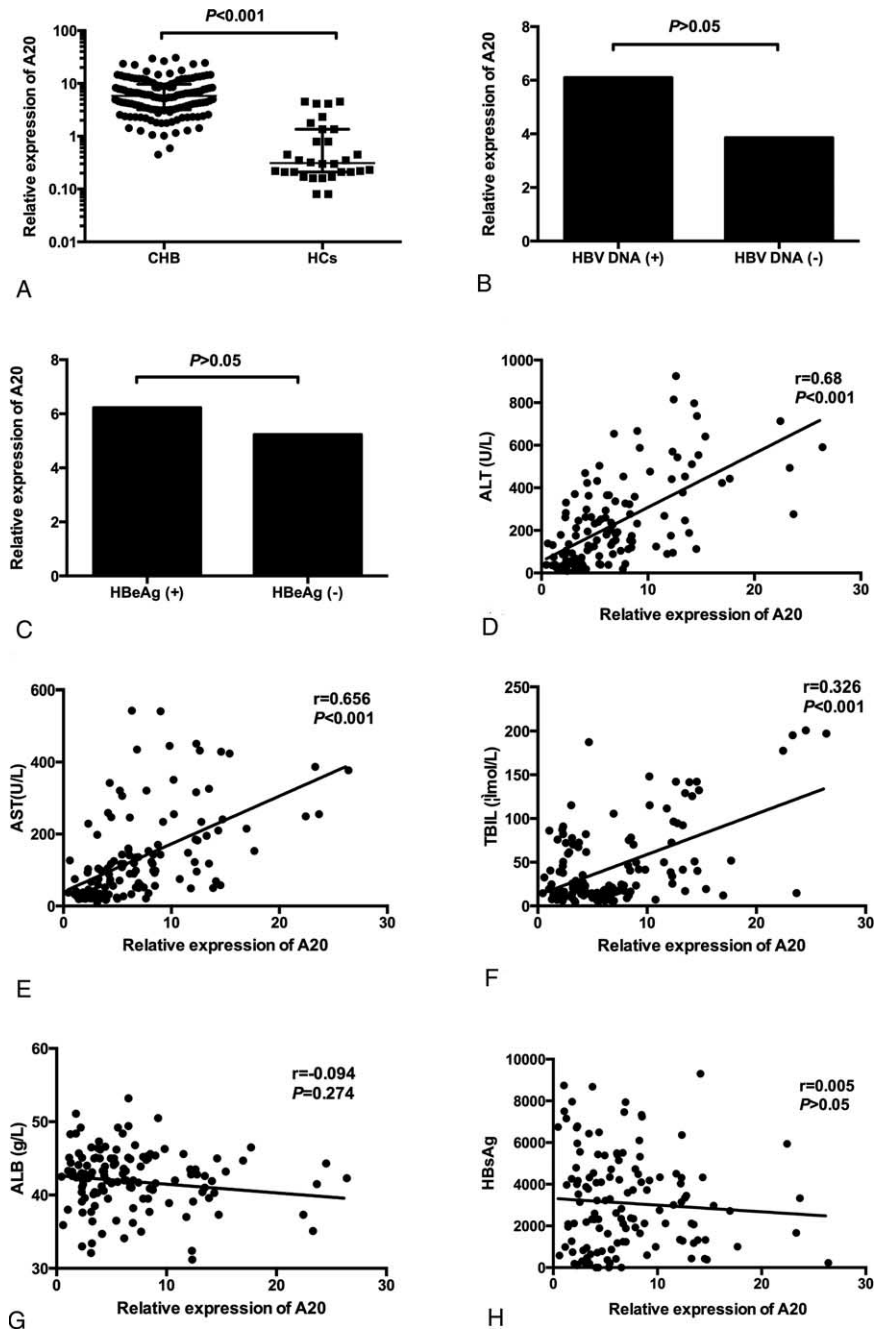 P<0.001
Relative expression of A20
100
10
1
0.10
0.01
CHB
HCs
A
P>0.05
Relative expression of A20
8
6
4
2
0
HBV DNA (+)
HBV DNA (-)
B
P>0.05
Relative expression of A20
8
6
4
2
0
HBeAg (+)
HBeAg (-)
C
r=0.68
P<0.001
ALT (U/L)
1000
800
600
400
200
0
0
10
20
30
Relative expression of A20
D
r=0.656
P<0.001
AST(U/L)
600
400
200
0
0
10
20
30
Relative expression of A20
E
r=0.326
P<0.001
TBIL (¦Ìmol/L)
250
200
150
100
50
0
0
10
20
30
Relative expression of A20
F
r=-0.094
P=0.274
ALB (g/L)
60
50
40
30
0
10
20
30
Relative expression of A20
G
r=0.005
P>0.05
HBsAg
10000
8000
6000
4000
2000
0
0
10
20
30
Relative expression of A20
H